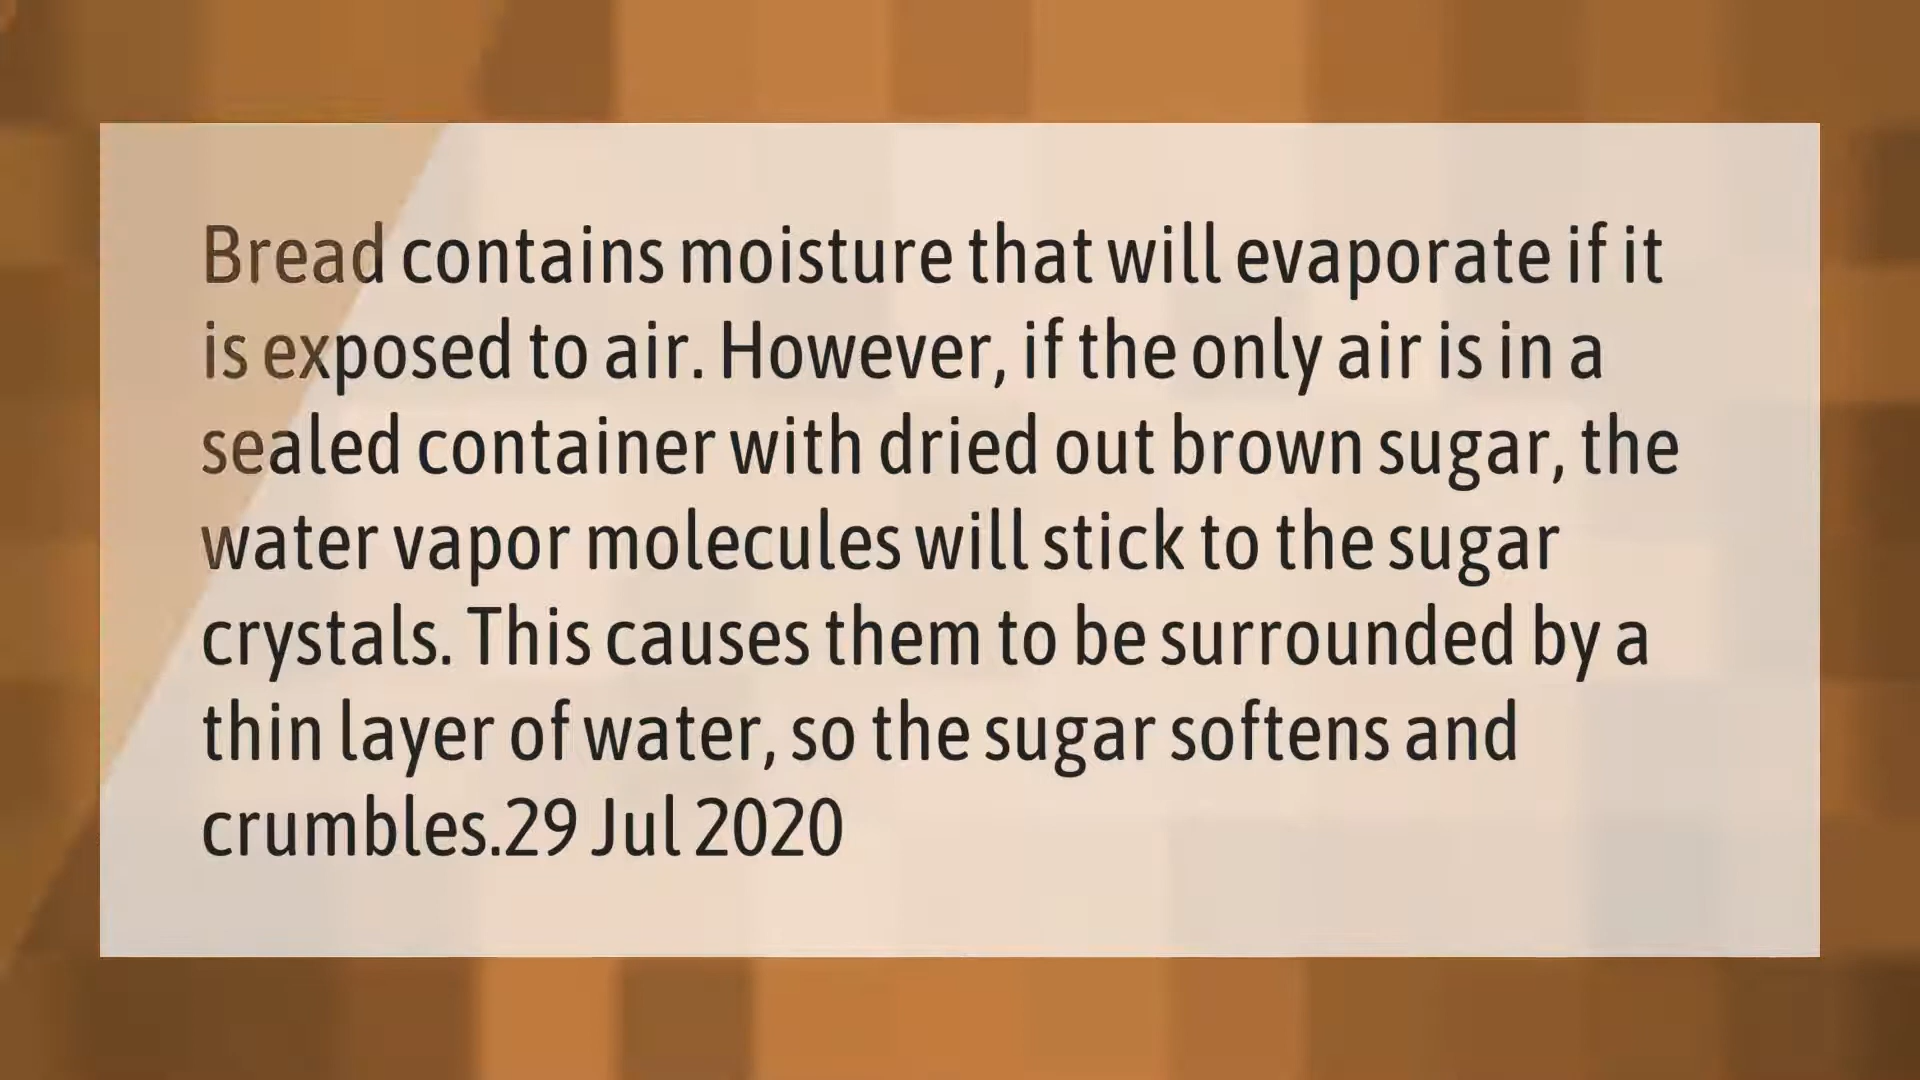 Bread contains moisture that will evaporate if it
is exposed to air. However, if the only air is in a
sealed container with dried out brown sugar, the
water vapor molecules will stick to the sugar
crystals. This causes them to be surrounded by a
thin layer of water, so the sugar softens and
crumbles.29 Jul 2020